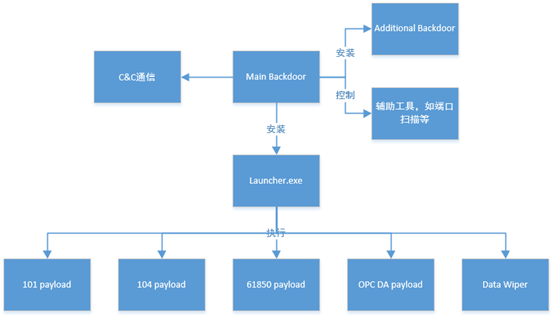 Additional Backdoor
安装
C&C通信
Main Backdoor
控制
辅助工具，如端口
扫描等
安装
Launcher.exe
执行
101 payload
104 payload
61850 payload
OPC DA payload
Data Wiper